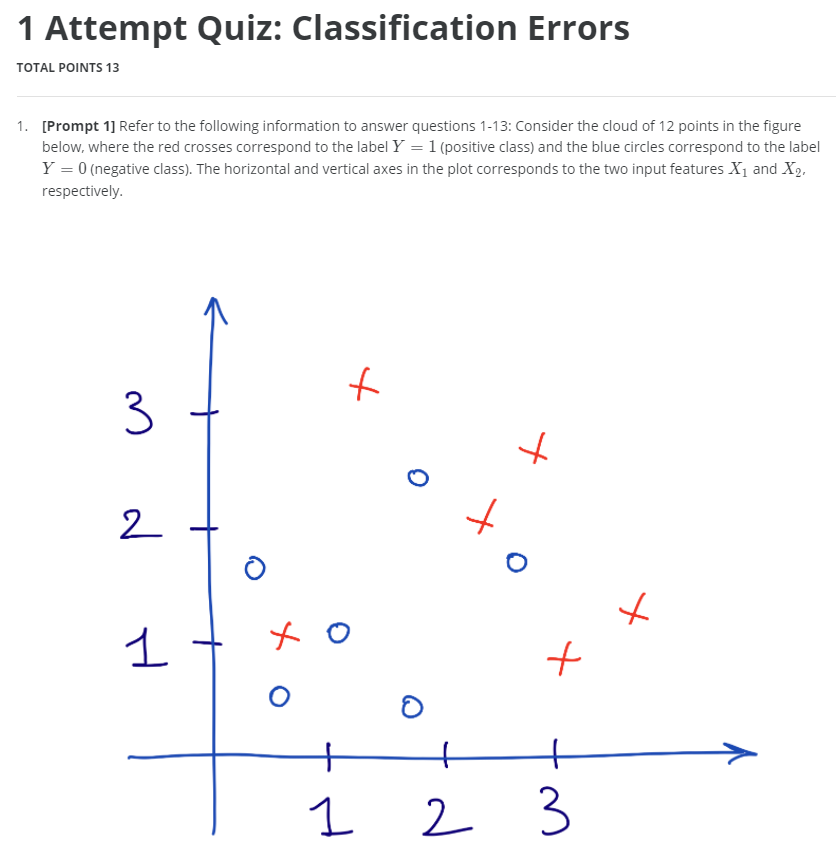 1 Attempt Quiz: Classification Errors
TOTAL POINTS 13
1. [Prompt 1] Refer to the following information to answer questions 1-13: Consider the cloud of 12 points in the figure
below, where the red crosses correspond to the label Y = 1 (positive class) and the blue circles correspond to the label
Y = 0 (negative class). The horizontal and vertical axes in the plot corresponds to the two input features X₁ and X₂,
respectively.
3
2
1
1 2 3